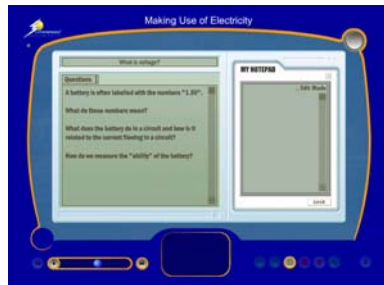 Making Use of Electricity
What is voltage?
Questions
A battery is often labelled with the numbers "1.5V".
What do these numbers mean?
What does the battery do in a circuit and how is it
related to the current flowing in a circuit?
How do we measure the "ability" of the battery?
MY NOTEPAD
Edit Mode